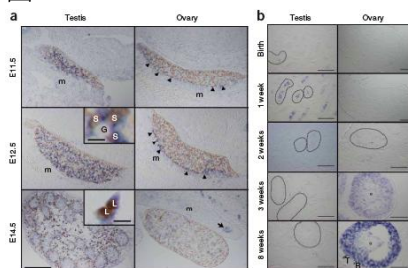 a
Testis Ovary
E11.5
m
m
E12.5
S
S
G
S
m
m
E14.5
L
L
m
b
Testis Ovary
Birth
1 week
2 weeks
3 weeks
8 weeks
T